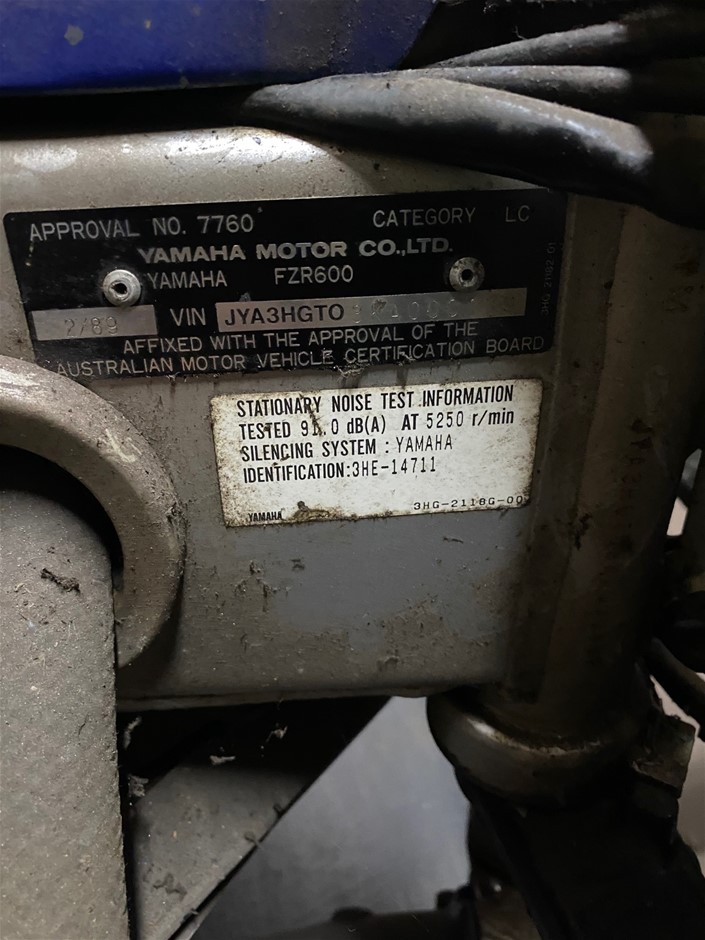 APPROVAL NO. 7760 CATEGORY LC
YAMAHA MOTOR CO.,LTD.
YAMAHA FZR600
2/89 VIN JYA3HGTO
AFFIXED WITH THE APPROVAL OF THE
AUSTRALIAN MOTOR VEHICLE CERTIFICATION BOARD
STATIONARY NOISE TEST INFORMATION
TESTED dB(A) AT 5250 r/min
SILENCING SYSTEM : YAMAHA
IDENTIFICATION:3HE-14711
YAMAHA 3HG-2118G-00